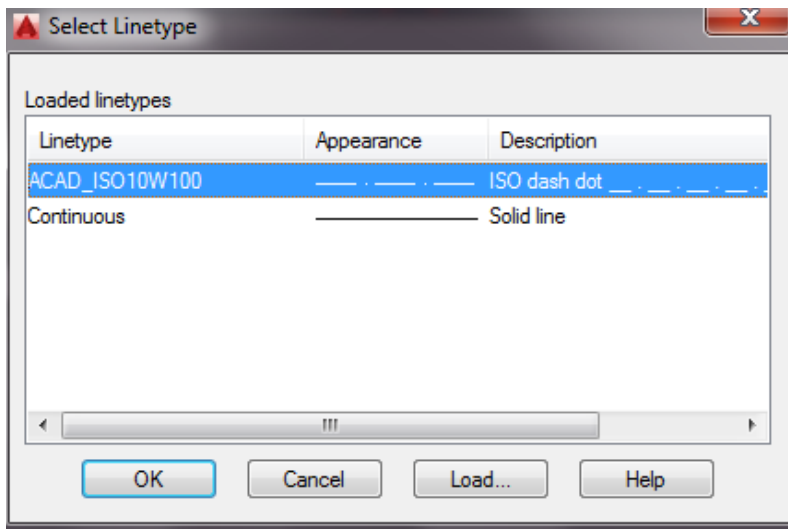 Select Linetype
Loaded linetypes
Linetype Appearance Description
ACAD_ISO10W100 ISO dash dot __ . __ . __ . __ . _
Continuous Solid line
OK Cancel Load... Help